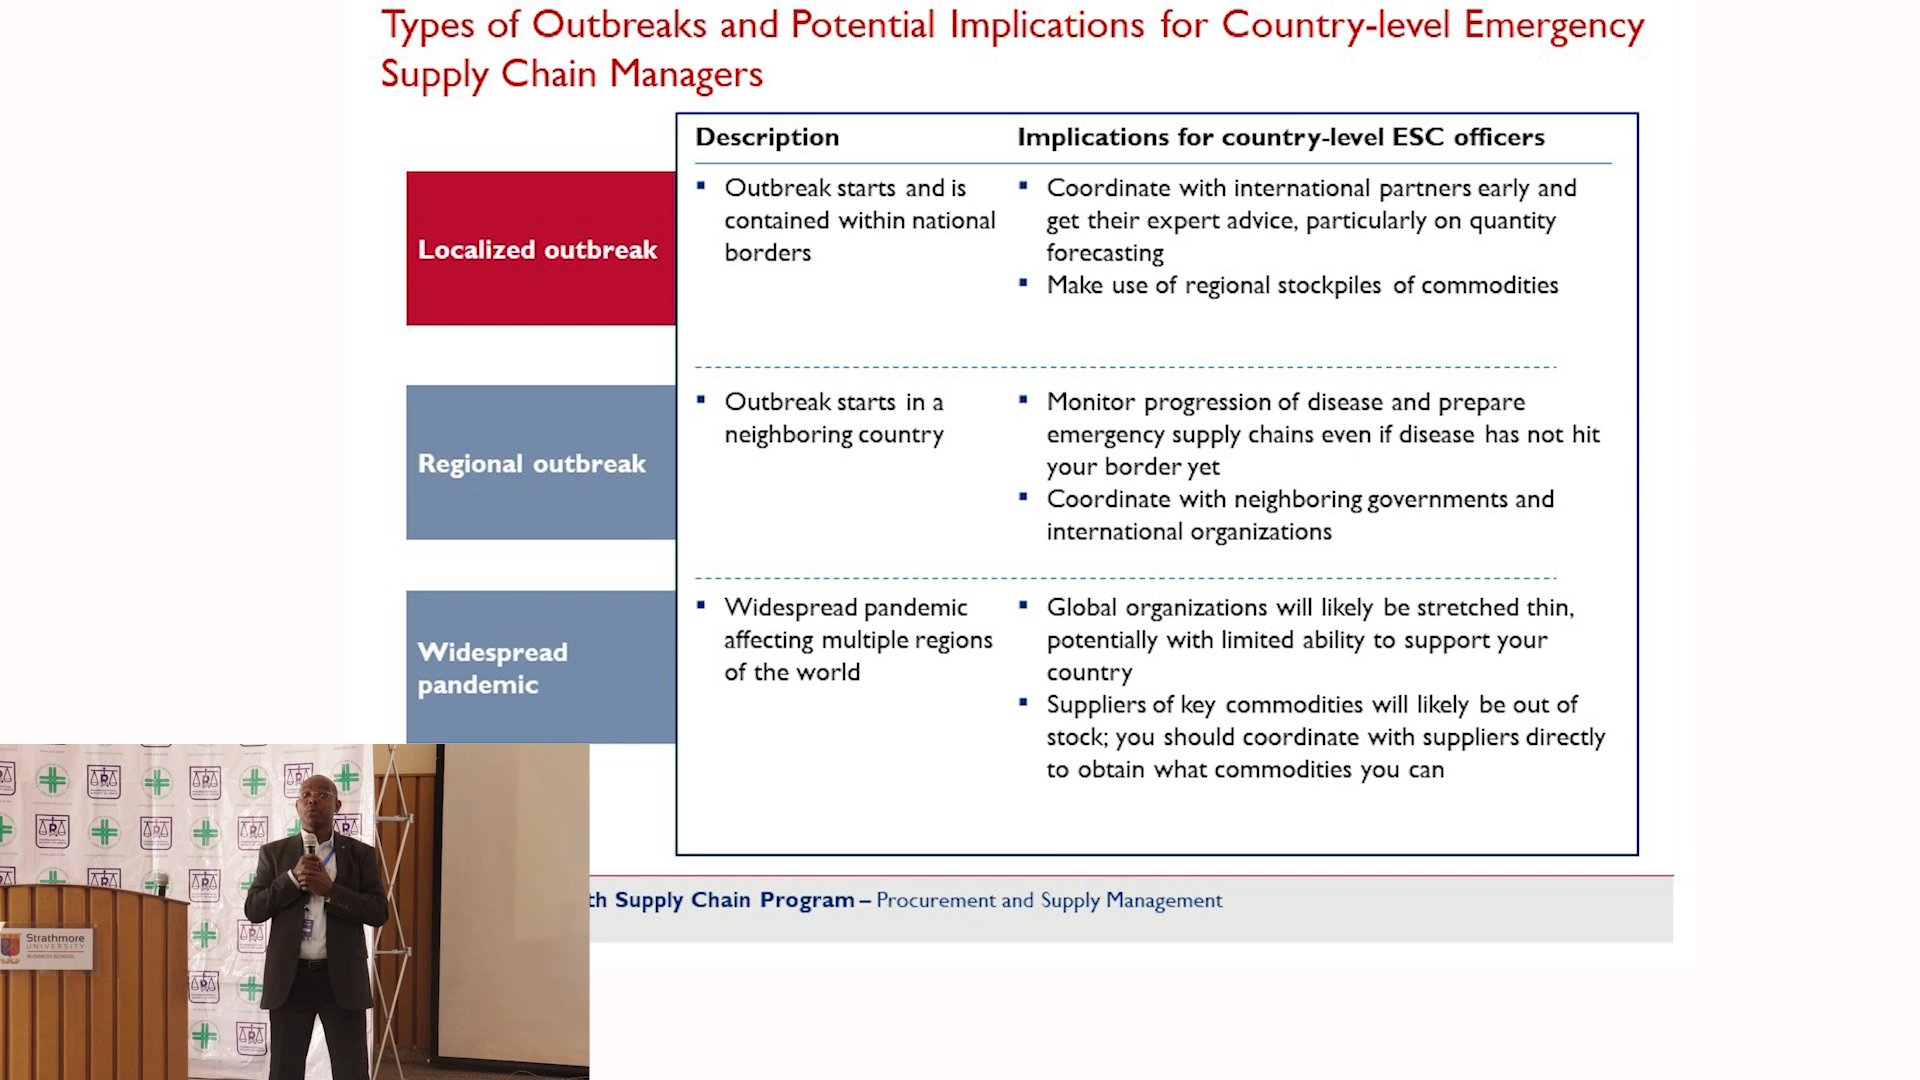 Types of Outbreaks and Potential Implications for Country-level Emergency
Supply Chain Managers
Description
Implications for country-level ESC officers
Localized outbreak
▪ Outbreak starts and is
contained within national
borders
▪ Coordinate with international partners early and
get their expert advice, particularly on quantity
forecasting
▪ Make use of regional stockpiles of commodities
Regional outbreak
▪ Outbreak starts in a
neighboring country
▪ Monitor progression of disease and prepare
emergency supply chains even if disease has not hit
your border yet
▪ Coordinate with neighboring governments and
international organizations
Widespread
pandemic
▪ Widespread pandemic
affecting multiple regions
of the world
▪ Global organizations will likely be stretched thin,
potentially with limited ability to support your
country
▪ Suppliers of key commodities will likely be out of
stock; you should coordinate with suppliers directly
to obtain what commodities you can
th Supply Chain Program – Procurement and Supply Management
Strathmore
UNIVERSITY
BUSINESS SCHOOL